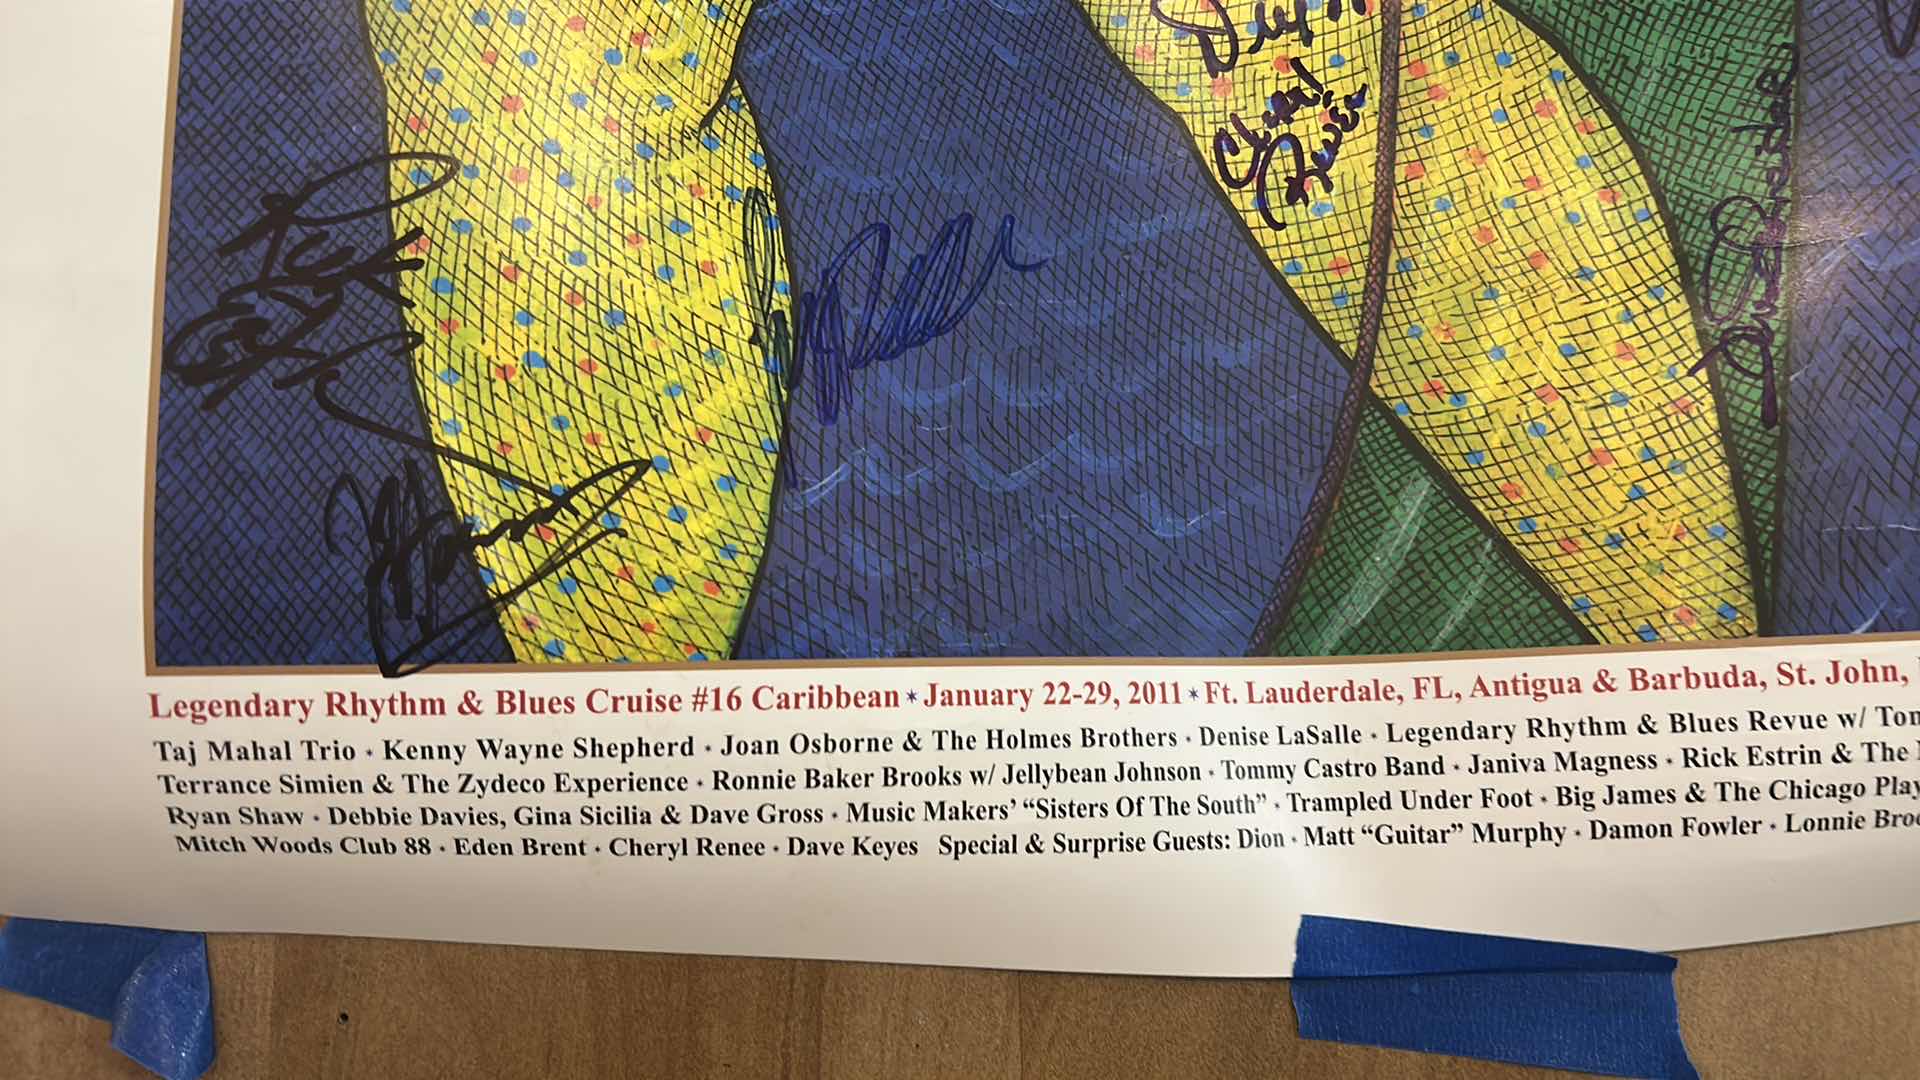 Legendary Rhythm & Blues Cruise #16 Caribbean * January 22-29, 2011 * Ft. Lauderdale, FL, Antigua & Barbuda, St. John,
Taj Mahal Trio • Kenny Wayne Shepherd • Joan Osborne & The Holmes Brothers • Denise LaSalle • Legendary Rhythm & Blues Revue w/ Tom
Terrance Simien & The Zydeco Experience • Ronnie Baker Brooks w/ Jellybean Johnson • Tommy Castro Band • Janiva Magness • Rick Estrin & The
Ryan Shaw • Debbie Davies, Gina Sicilia & Dave Gross • Music Makers' "Sisters Of The South" • Trampled Under Foot • Big James & The Chicago Play
Mitch Woods Club 88 • Eden Brent • Cheryl Renee • Dave Keyes Special & Surprise Guests: Dion • Matt "Guitar" Murphy • Damon Fowler • Lonnie Broo